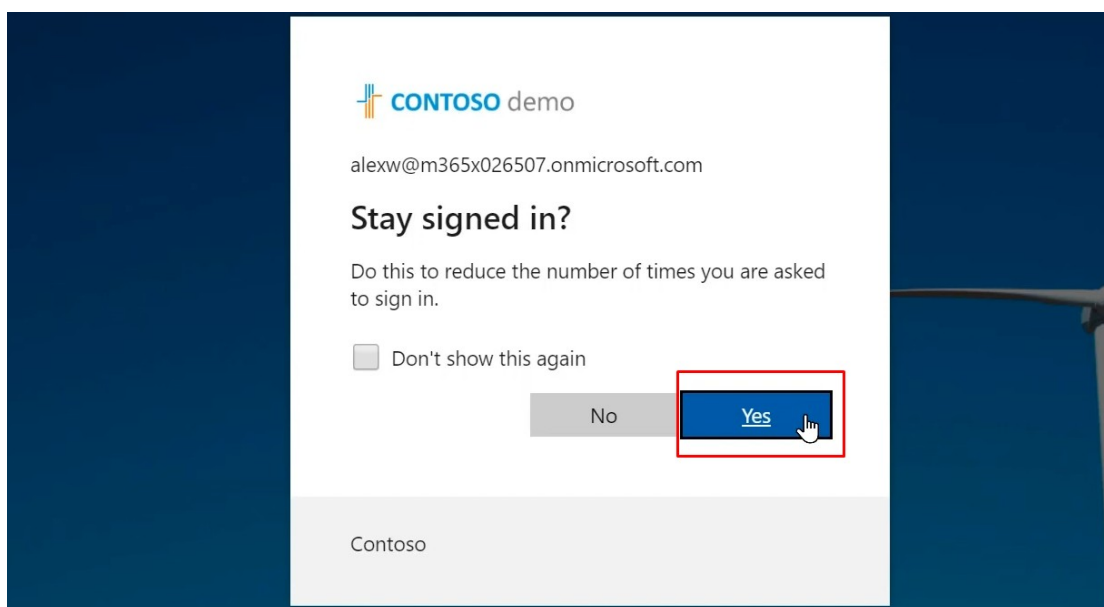 CONTOSO demo
alexw@m365x026507.onmicrosoft.com
Stay signed in?
Do this to reduce the number of times you are asked
to sign in.
Don't show this again
No Yes
Contoso